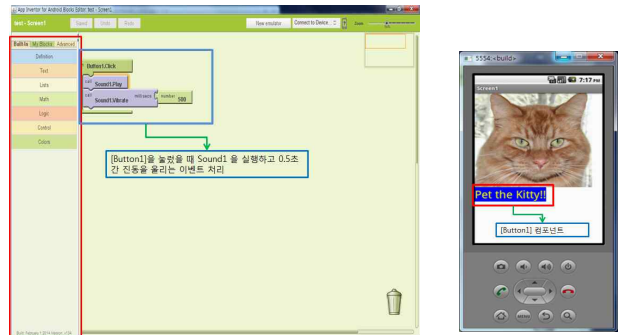 App Inventor for Android Blocks Editor: test - Screen1
test - Screen1
Saved
Undo
Redo
New emulator
Connect to Device...
Zoom
Built-In
My Blocks
Advanced
Definition
Text
Lists
Math
Logic
Control
Colors
Button1.Click
call
Sound1.Play
call
Sound1.Vibrate
millisecs
number
500
[Button1]을 눌렀을 때 Sound1 을 실행하고 0.5초
간 진동을 울리는 이벤트 처리
5554:<build>
7:17 PM
Screen1
Pet the Kitty!!
[Button1] 컴포넌트
MENU